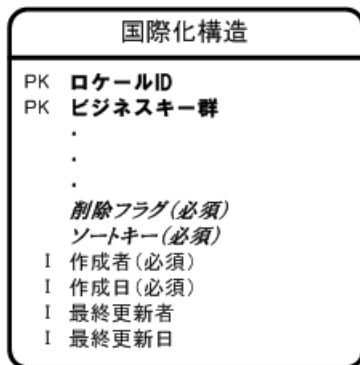 国際化構造
PK ロケールID
PK ビジネスキー群
.
.
.
削除フラグ(必須)
ソートキー(必須)
I 作成者(必須)
I 作成日(必須)
I 最終更新者
I 最終更新日